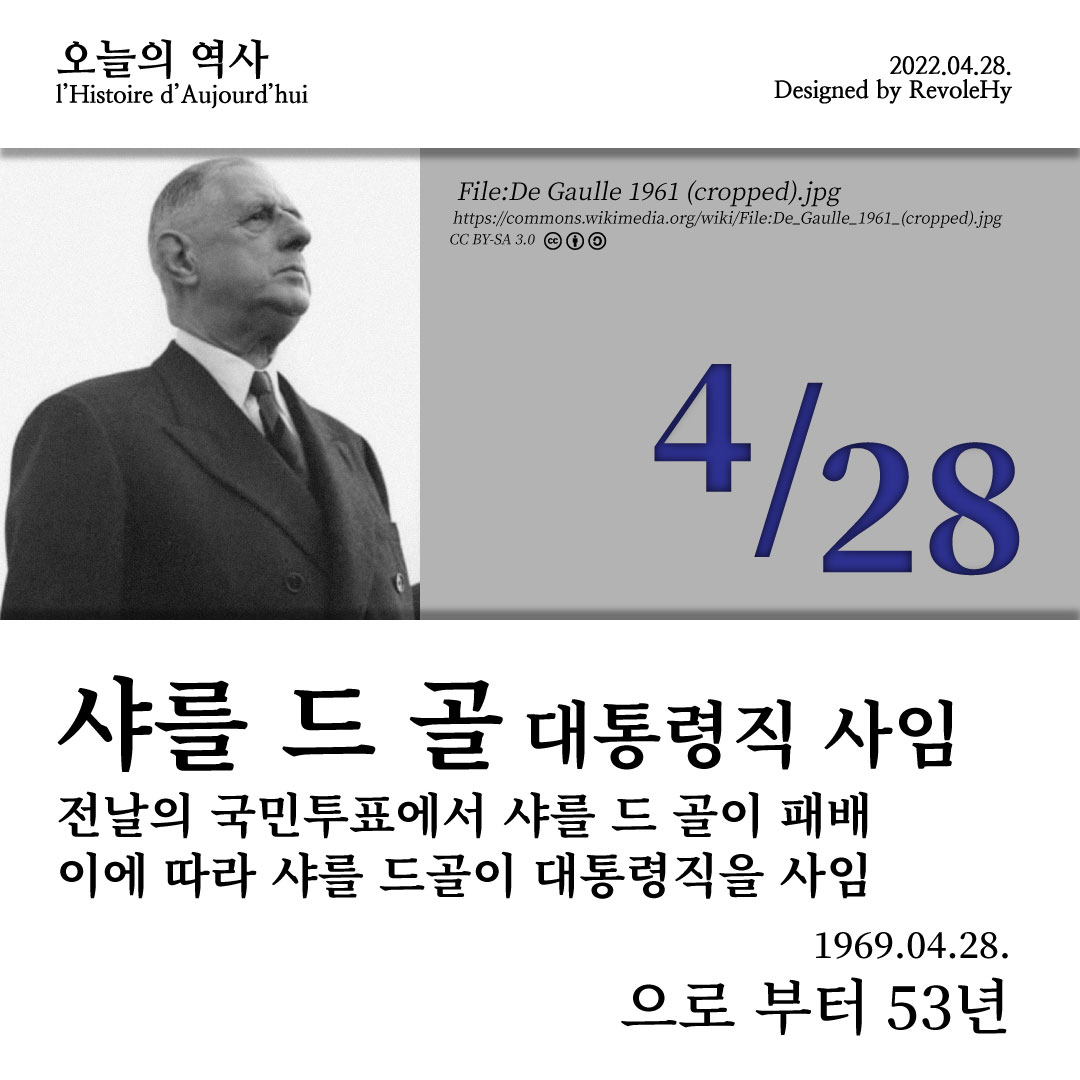 오늘의 역사
l’Histoire d’Aujourd’hui
2022.04.28.
Designed by RevoleHy
File:De Gaulle 1961 (cropped).jpg
https://commons.wikimedia.org/wiki/File:De_Gaulle_1961_(cropped).jpg
CC BY-SA 3.0
4/28
샤를 드 골 대통령직 사임
전날의 국민투표에서 샤를 드 골이 패배
이에 따라 샤를 드골이 대통령직을 사임
1969.04.28.
으로 부터 53년